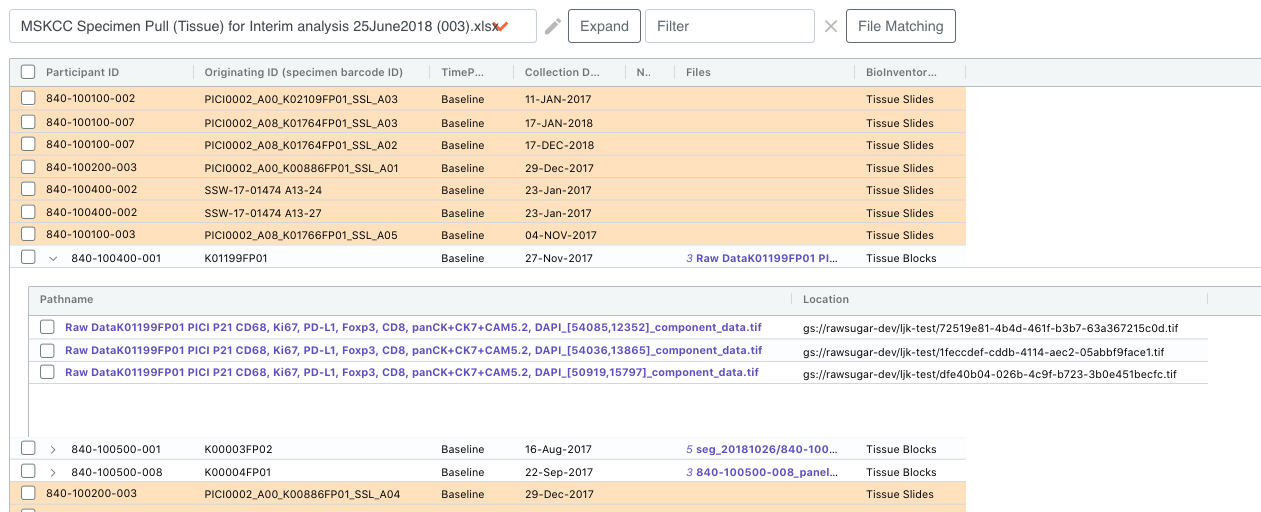 MSKCC Specimen Pull (Tissue) for Interim analysis 25June2018 (003).xlsx Expand Filter File Matching
Participant ID Originating ID (specimen barcode ID) TimeP... Collection D... N.. Files BioInventor...
840-100100-002 PICI0002_A00_K02109FP01_SSL_A03 Baseline 11-JAN-2017 Tissue Slides
840-100100-007 PICI0002_A08_K01764FP01_SSL_A03 Baseline 17-JAN-2018 Tissue Slides
840-100100-007 PICI0002_A08_K01764FP01_SSL_A02 Baseline 17-DEC-2018 Tissue Slides
840-100200-003 PICI0002_A00_K00886FP01_SSL_A01 Baseline 29-Dec-2017 Tissue Slides
840-100400-002 SSW-17-01474 A13-24 Baseline 23-Jan-2017 Tissue Slides
840-100400-002 SSW-17-01474 A13-27 Baseline 23-Jan-2017 Tissue Slides
840-100100-003 PICI0002_A08_K01766FP01_SSL_A05 Baseline 04-NOV-2017 Tissue Slides
840-100400-001 K01199FP01 Baseline 27-Nov-2017 3 Raw DataK01199FP01 PI... Tissue Blocks
Pathname Location
Raw DataK01199FP01 PICI P21 CD68, Ki67, PD-L1, Foxp3, CD8, panCK+CK7+CAM5.2, DAPI_[54085,12352]_component_data.tif gs://rawsugar-dev/ljk-test/72519e81-4b4d-461f-b3b7-63a367215c0d.tif
Raw DataK01199FP01 PICI P21 CD68, Ki67, PD-L1, Foxp3, CD8, panCK+CK7+CAM5.2, DAPI_[54036,13865]_component_data.tif gs://rawsugar-dev/ljk-test/1feccdef-cddb-4114-aec2-05abbf9face1.tif
Raw DataK01199FP01 PICI P21 CD68, Ki67, PD-L1, Foxp3, CD8, panCK+CK7+CAM5.2, DAPI_[50919,15797]_component_data.tif gs://rawsugar-dev/ljk-test/dfe40b04-026b-4c9f-b723-3b0e451becfc.tif
840-100500-001 K00003FP02 Baseline 16-Aug-2017 5 seg_20181026/840-100... Tissue Blocks
840-100500-008 K00004FP01 Baseline 22-Sep-2017 3 840-100500-008_panel... Tissue Blocks
840-100200-003 PICI0002_A00_K00886FP01_SSL_A04 Baseline 29-Dec-2017 Tissue Slides